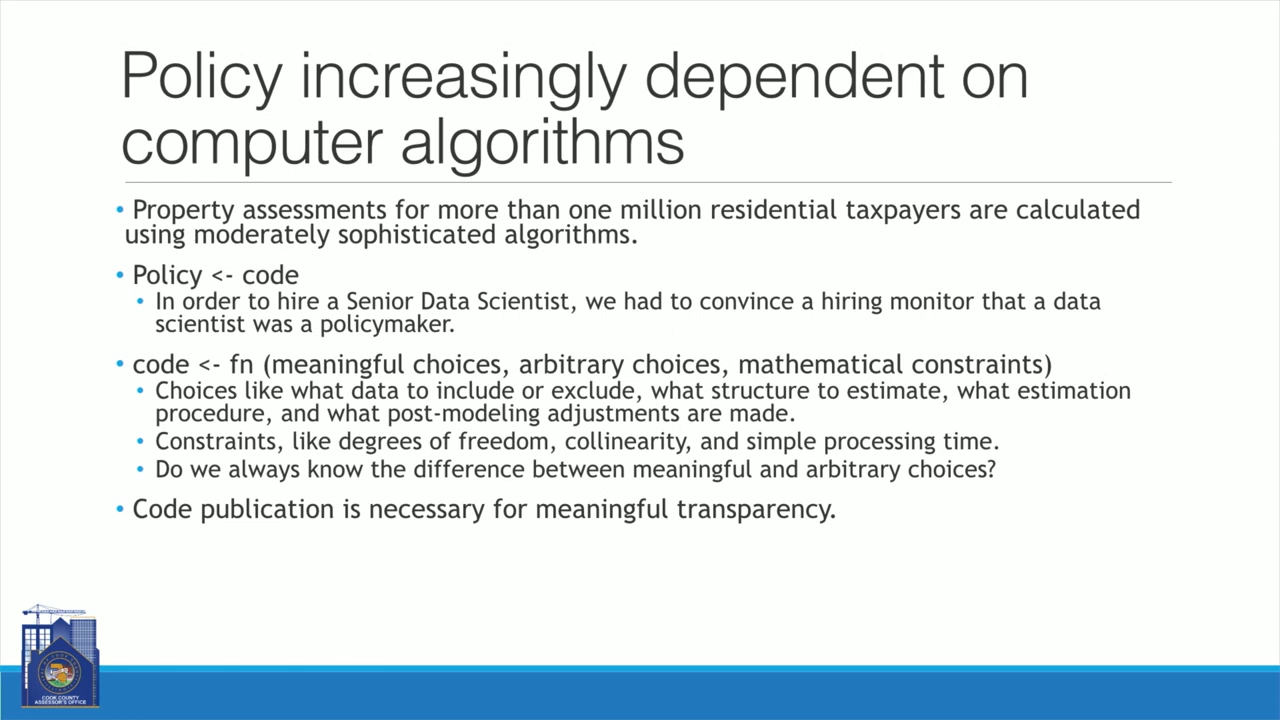 Policy increasingly dependent on
computer algorithms
• Property assessments for more than one million residential taxpayers are calculated
using moderately sophisticated algorithms.
• Policy <- code
• In order to hire a Senior Data Scientist, we had to convince a hiring monitor that a data
scientist was a policymaker.
• code <- fn (meaningful choices, arbitrary choices, mathematical constraints)
• Choices like what data to include or exclude, what structure to estimate, what estimation
procedure, and what post-modeling adjustments are made.
• Constraints, like degrees of freedom, collinearity, and simple processing time.
• Do we always know the difference between meaningful and arbitrary choices?
• Code publication is necessary for meaningful transparency.
COOK COUNTY
ASSESSOR'S OFFICE